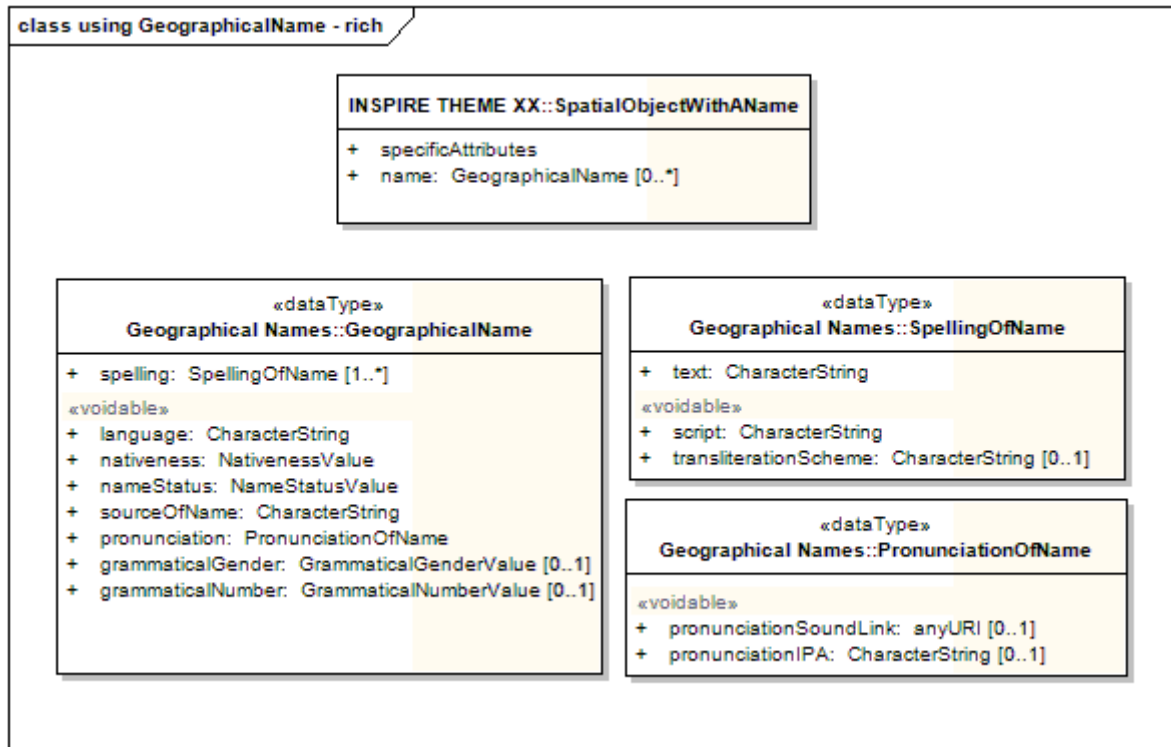 class using GeographicalName - rich
INSPIRE THEME XX::SpatialObjectWithAName
+ specificAttributes
+ name: GeographicalName [0..*]
«dataType»
Geographical Names::GeographicalName
+ spelling: SpellingOfName [1..*]
«voidable»
+ language: CharacterString
+ nativeness: NativenessValue
+ nameStatus: NameStatusValue
+ sourceOfName: CharacterString
+ pronunciation: PronunciationOfName
+ grammaticalGender: GrammaticalGenderValue [0..1]
+ grammaticalNumber: GrammaticalNumberValue [0..1]
«dataType»
Geographical Names::SpellingOfName
+ text: CharacterString
«voidable»
+ script: CharacterString
+ transliterationScheme: CharacterString [0..1]
«dataType»
Geographical Names::PronunciationOfName
«voidable»
+ pronunciationSoundLink: anyURI [0..1]
+ pronunciationIPA: CharacterString [0..1]